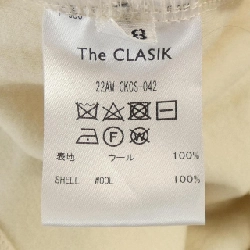 The CLASIK
22AW-CKCS-042
表地 ウール 100%
SHELL WOOL 100%